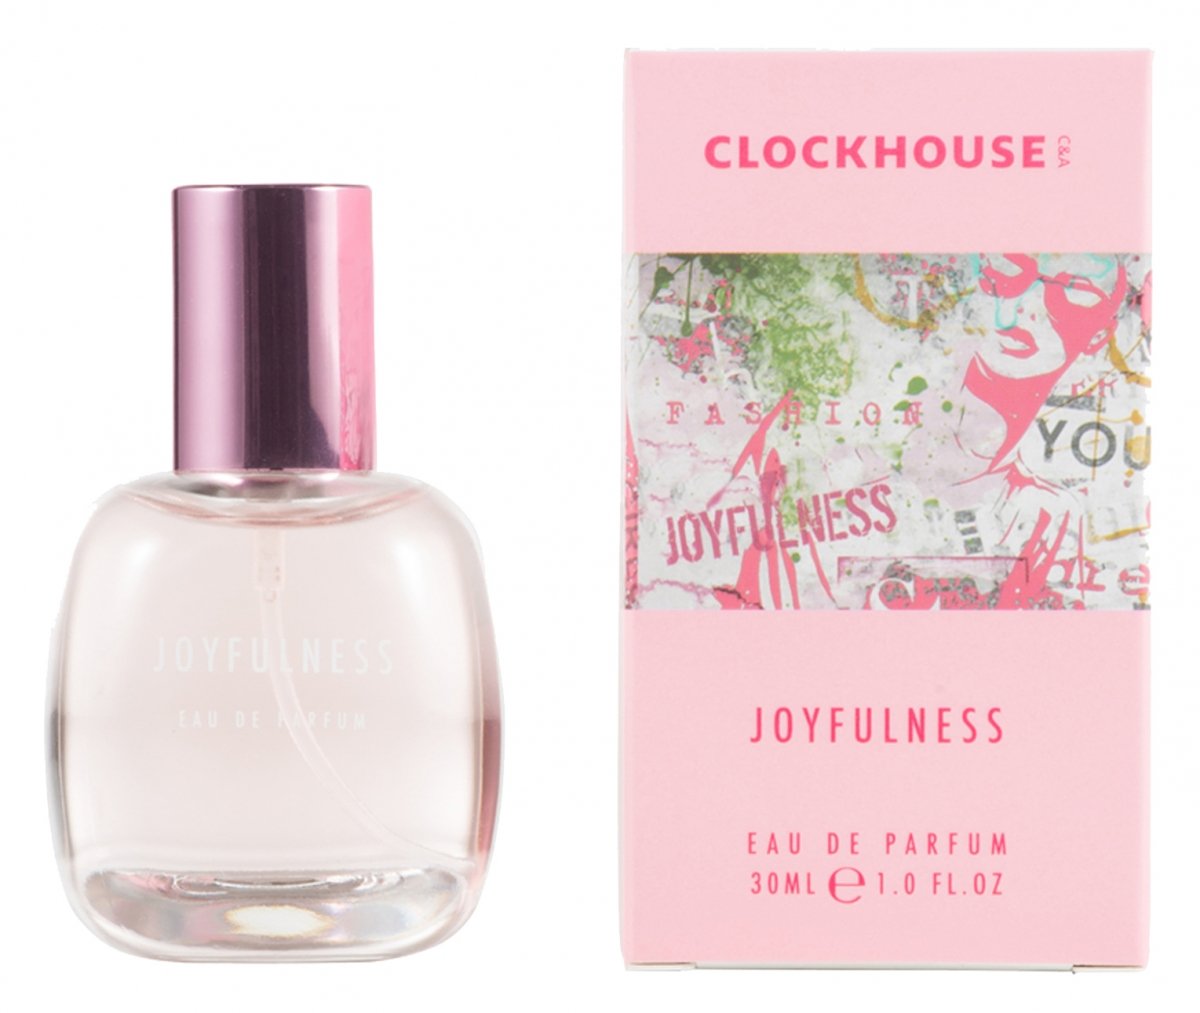 JOYFULNESS
EAU DE PARFUM
CLOCKHOUSE C&A
FASHION
YOU
JOYFULNESS
JOYFULNESS
EAU DE PARFUM
30ML ℮ 1.0 FL.OZ